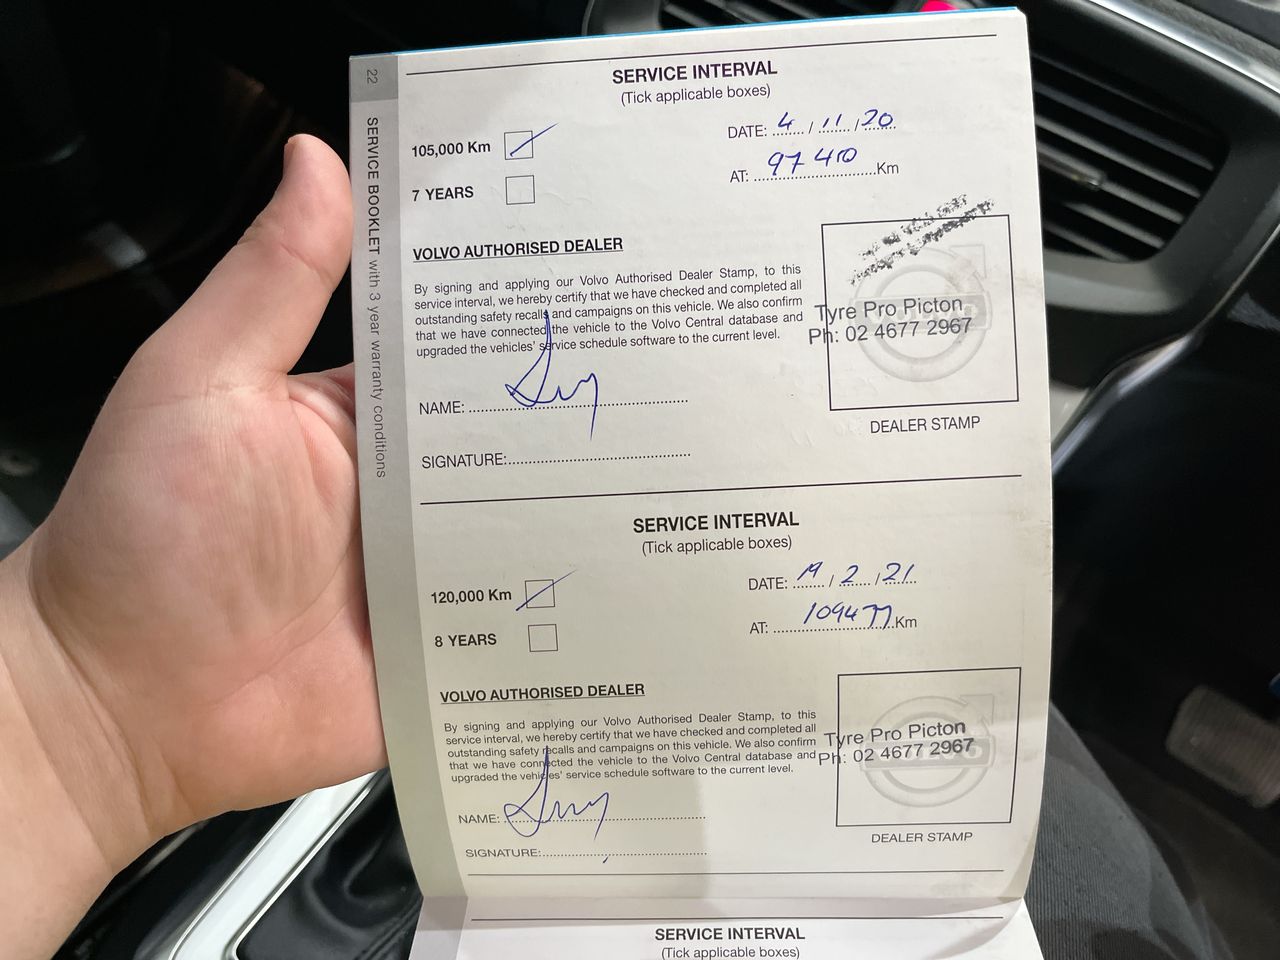 22
SERVICE BOOKLET with 3 year warranty conditions
SERVICE INTERVAL
(Tick applicable boxes)
105,000 Km
7 YEARS
DATE: 4 / 11 / 20
AT: 97 410 Km
VOLVO AUTHORISED DEALER
By signing and applying our Volvo Authorised Dealer Stamp, to this
service interval, we hereby certify that we have checked and completed all
outstanding safety recalls and campaigns on this vehicle. We also confirm
that we have connected the vehicle to the Volvo Central database and
upgraded the vehicles' service schedule software to the current level.
NAME:
SIGNATURE:
Tyre Pro Picton
Ph: 02 4677 2967
DEALER STAMP
SERVICE INTERVAL
(Tick applicable boxes)
120,000 Km
8 YEARS
DATE: 19 / 2 / 21
AT: 109477 Km
VOLVO AUTHORISED DEALER
By signing and applying our Volvo Authorised Dealer Stamp, to this
service interval, we hereby certify that we have checked and completed all
outstanding safety recalls and campaigns on this vehicle. We also confirm
that we have connected the vehicle to the Volvo Central database and
upgraded the vehicles' service schedule software to the current level.
NAME:
SIGNATURE:
Tyre Pro Picton
Ph: 02 4677 2967
VOLVO
DEALER STAMP
SERVICE INTERVAL
(Tick applicable boxes)